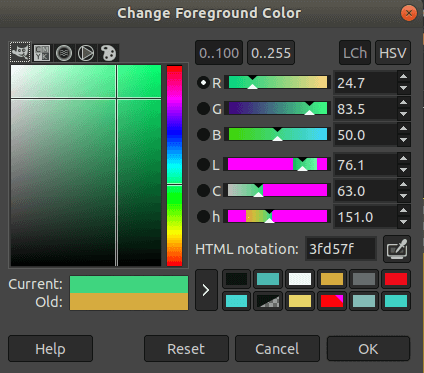 Change Foreground Color
0..100 0..255 LCh HSV
R 24.7
G 83.5
B 50.0
L 76.1
C 63.0
h 151.0
HTML notation: 3fd57f
Current:
Old:
Help Reset Cancel OK